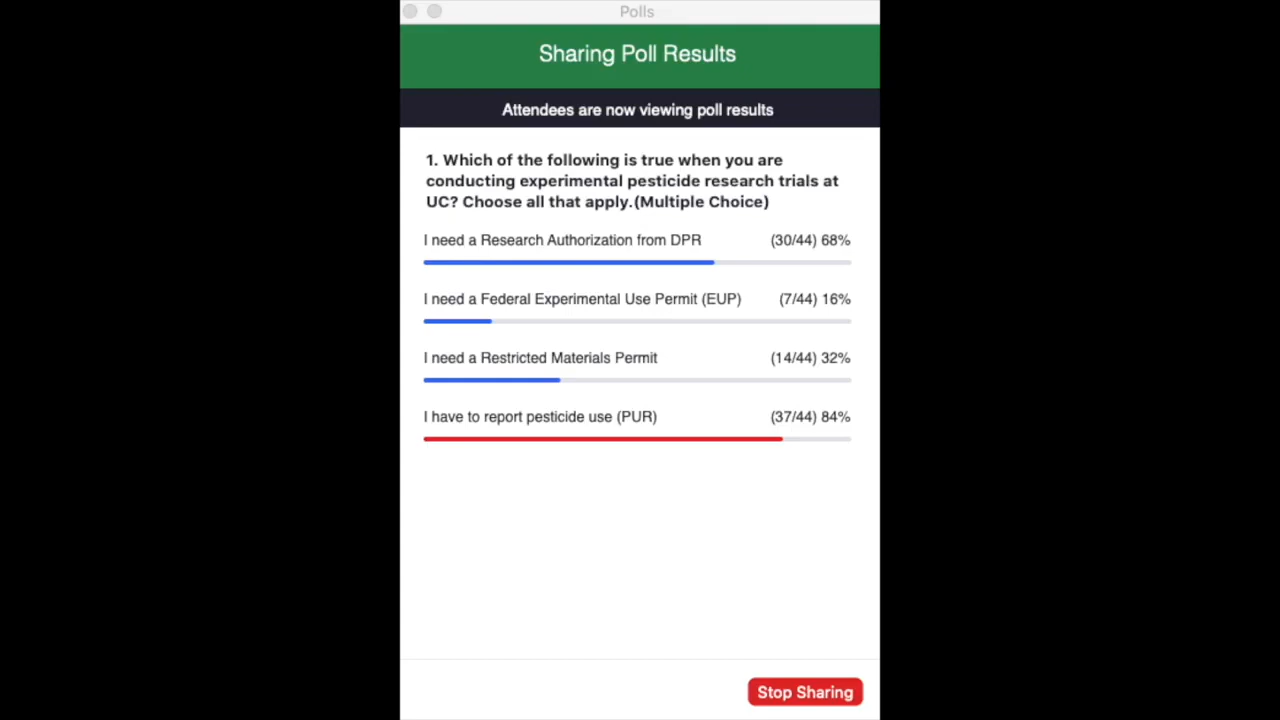 Polls
Sharing Poll Results
Attendees are now viewing poll results
1. Which of the following is true when you are
conducting experimental pesticide research trials at
UC? Choose all that apply.(Multiple Choice)
I need a Research Authorization from DPR (30/44) 68%
I need a Federal Experimental Use Permit (EUP) (7/44) 16%
I need a Restricted Materials Permit (14/44) 32%
I have to report pesticide use (PUR) (37/44) 84%
Stop Sharing